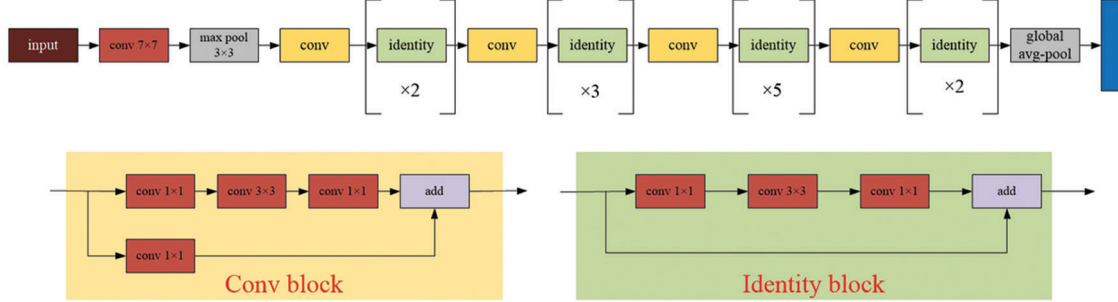 input
conv 7×7
max pool
3×3
conv
identity
×2
conv
identity
×3
conv
identity
×5
conv
identity
×2
global
avg-pool
conv 1×1
conv 3×3
conv 1×1
add
conv 1×1
Conv block
conv 1×1
conv 3×3
conv 1×1
add
Identity block